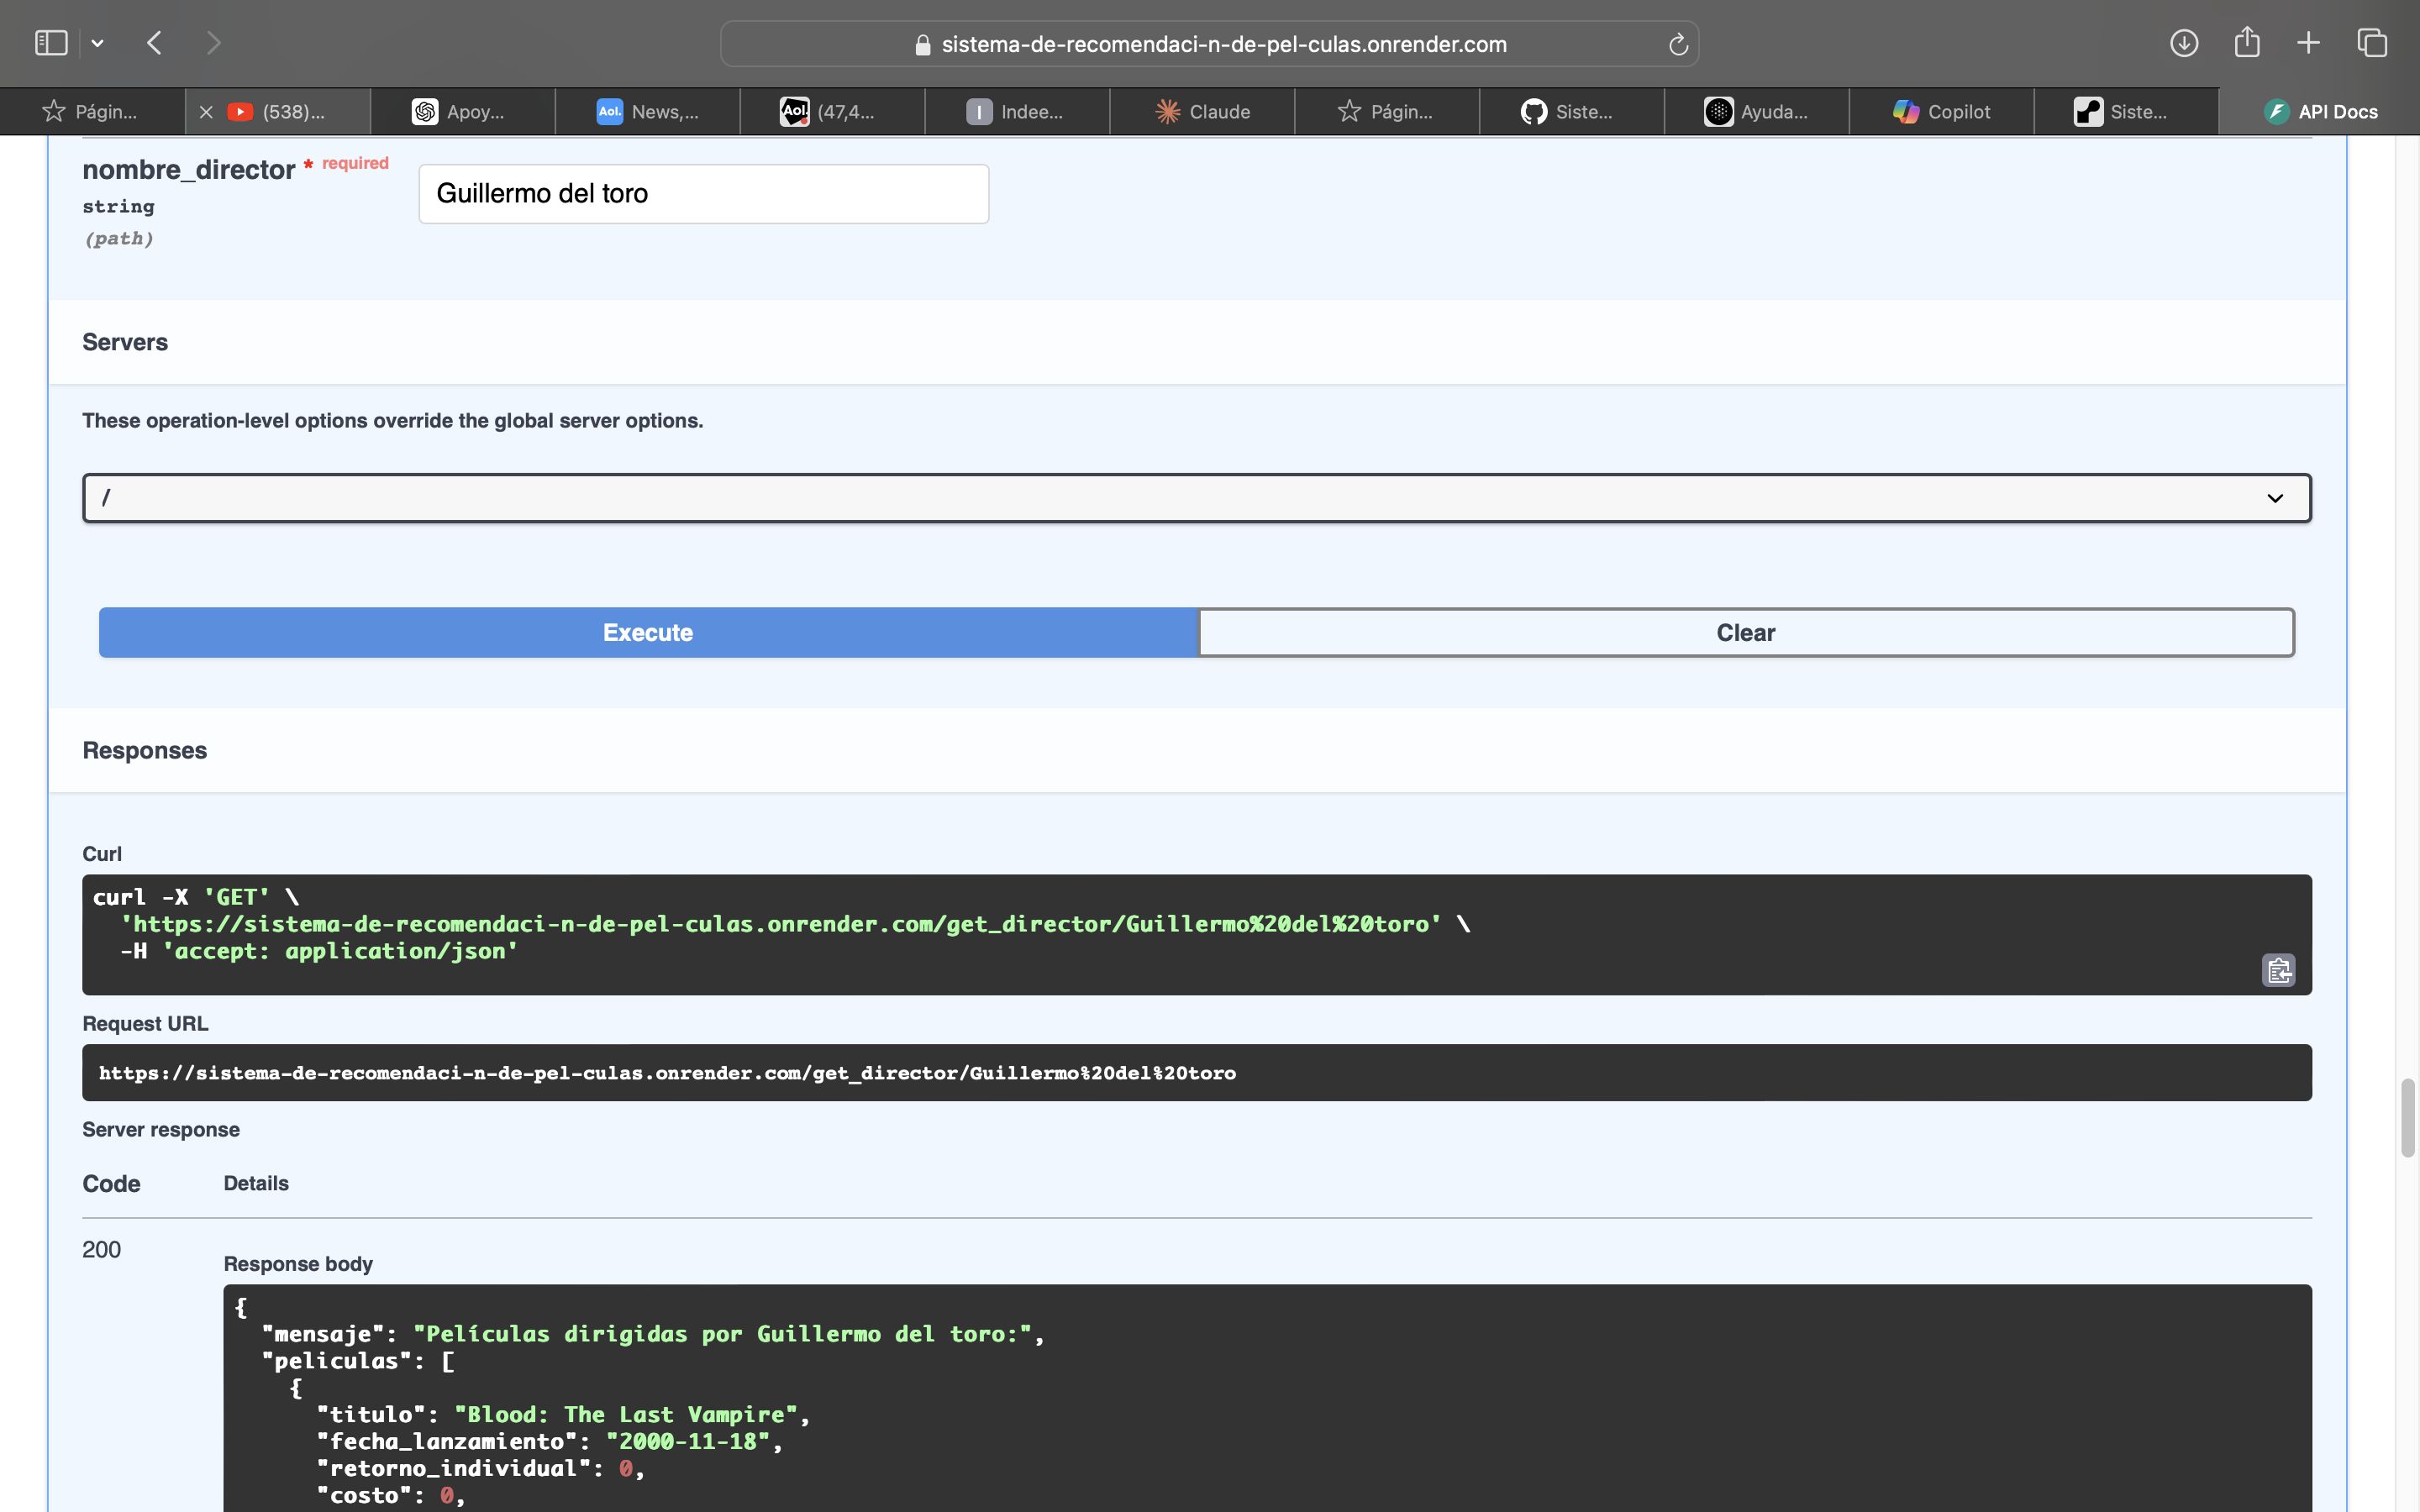 sistema-de-recomendaci-n-de-pel-culas.onrender.com
Págin...
(538)...
Apoy...
Aol.
News,...
Aol!
(47,4...
I
Indee...
Claude
Págin...
Siste...
Ayuda...
Copilot
Siste...
API Docs
nombre_director * required
string
(path)
Guillermo del toro
Servers
These operation-level options override the global server options.
/
Execute
Clear
Responses
Curl
curl -X 'GET' \
'https://sistema-de-recomendaci-n-de-pel-culas.onrender.com/get_director/Guillermo%20del%20toro' \
-H 'accept: application/json'
Request URL
https://sistema-de-recomendaci-n-de-pel-culas.onrender.com/get_director/Guillermo%20del%20toro
Server response
Code
Details
200
Response body
{
"mensaje": "Películas dirigidas por Guillermo del toro:",
"peliculas": [
{
"titulo": "Blood: The Last Vampire",
"fecha_lanzamiento": "2000-11-18",
"retorno_individual": 0,
"costo": 0,